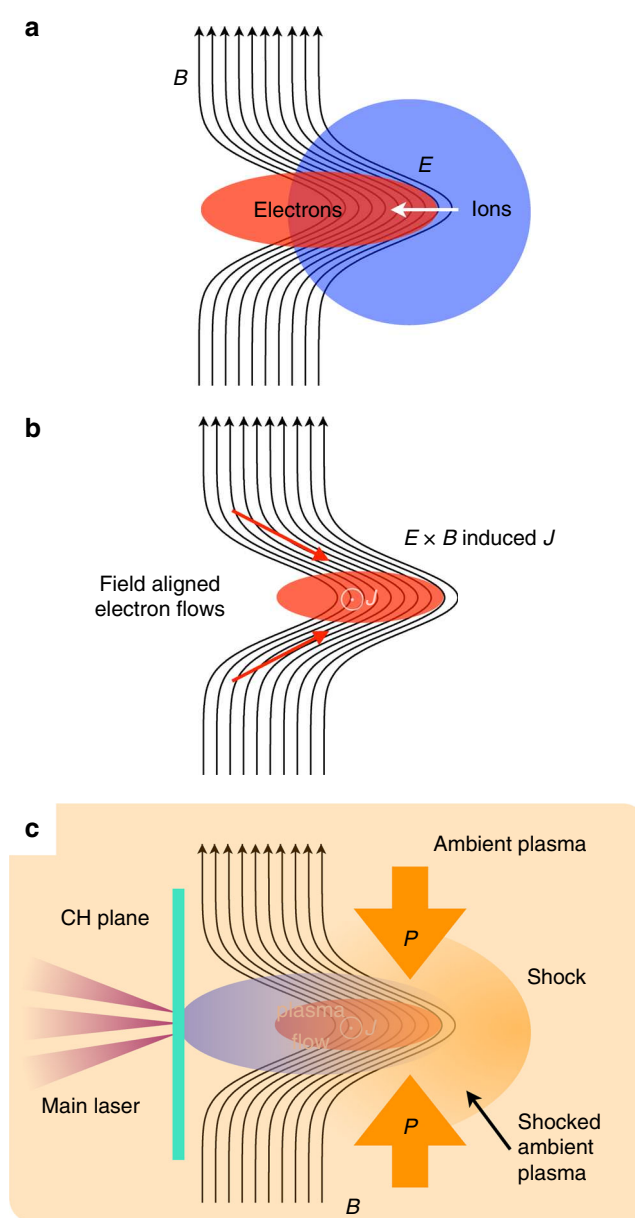 a
B
E
Electrons
Ions
b
E × B induced J
Field aligned
electron flows
J
c
Ambient plasma
CH plane
P
Shock
plasma
flow
J
Main laser
P
Shocked
ambient
plasma
B